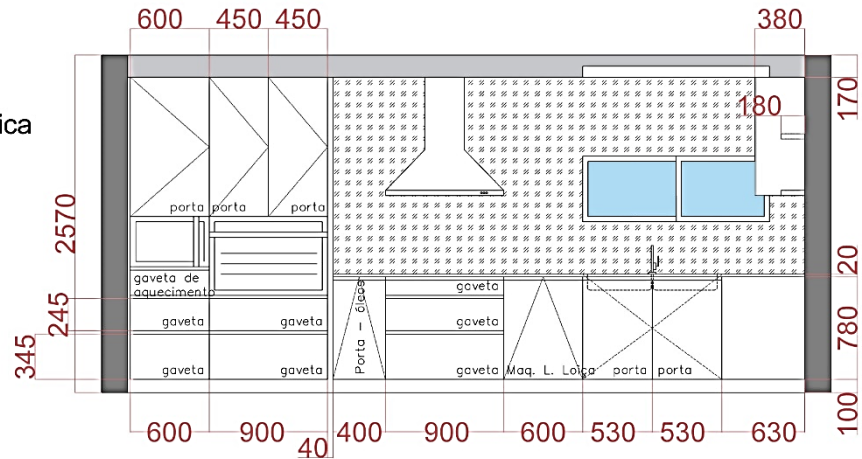 600 450 450 380
ica
180
170
porta porta porta
2570
gaveta de
aquecimento
gaveta
20
245
gaveta gaveta Porta – óleos gaveta
345
gaveta gaveta gaveta Maq. L. Loiça porta porta
780
100
600 900 400 900 600 530 530 630
40